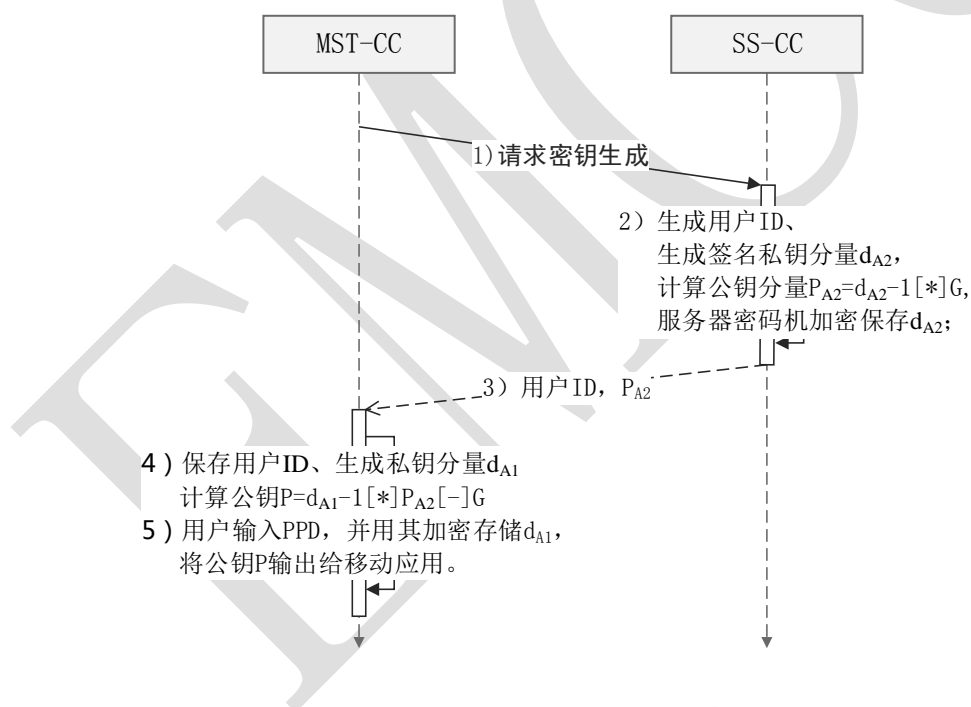 MST-CC
SS-CC
1)请求密钥生成
2）生成用户ID、
生成签名私钥分量dA2，
计算公钥分量PA2=dA2-1[*]G,
服务器密码机加密保存dA2；
3）用户ID，PA2
4）保存用户ID、生成私钥分量dA1
计算公钥P=dA1-1[*]PA2[-]G
5）用户输入PPD，并用其加密存储dA1，
将公钥P输出给移动应用。